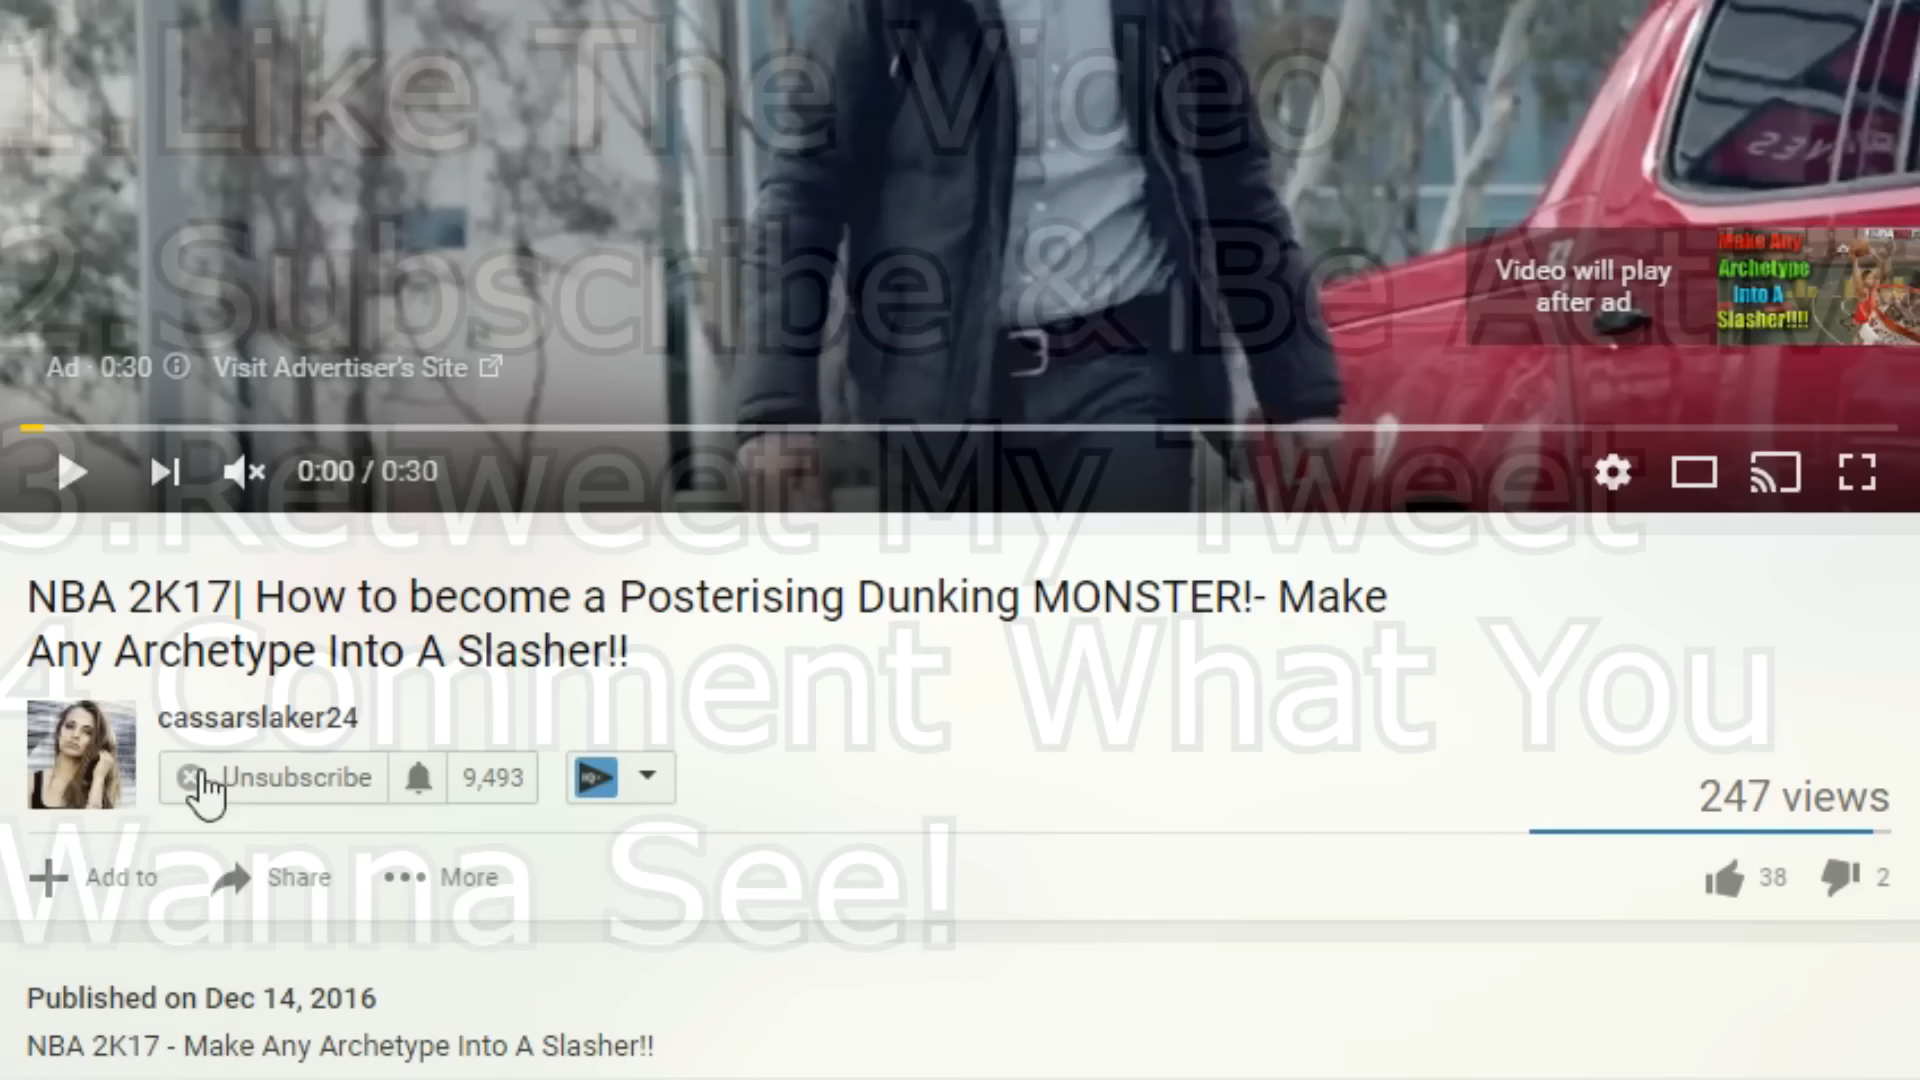 1. Like The Video
2.Subscribe & Be Activ
Video will play
after ad
Make Any
Archetype
Into A
Slasher!!!!
Ad · 0:30
Visit Advertiser's Site
3.Retweet My Tweet
0:00 / 0:30
NBA 2K17| How to become a Posterising Dunking MONSTER!- Make
Any Archetype Into A Slasher!!
4 Comment What You
cassarslaker24
Unsubscribe
9,493
247 views
Wanna See!
Add to
Share
More
38
2
Published on Dec 14, 2016
NBA 2K17 - Make Any Archetype Into A Slasher!!